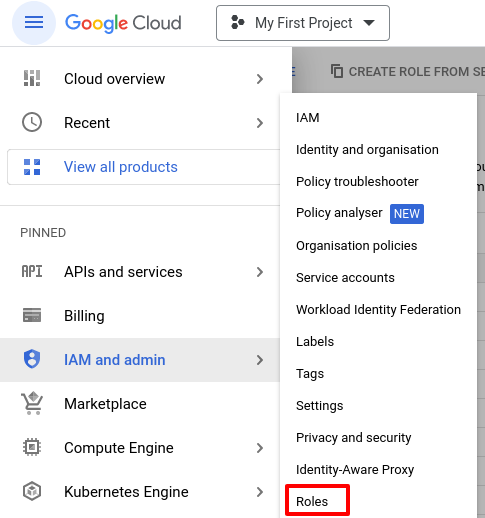 Google Cloud
My First Project
CREATE ROLE FROM SE
Cloud overview
Recent
View all products
PINNED
API APIs and services
Billing
IAM and admin
Marketplace
Compute Engine
Kubernetes Engine
IAM
Identity and organisation
Policy troubleshooter
Policy analyser NEW
Organisation policies
Service accounts
Workload Identity Federation
Labels
Tags
Settings
Privacy and security
Identity-Aware Proxy
Roles